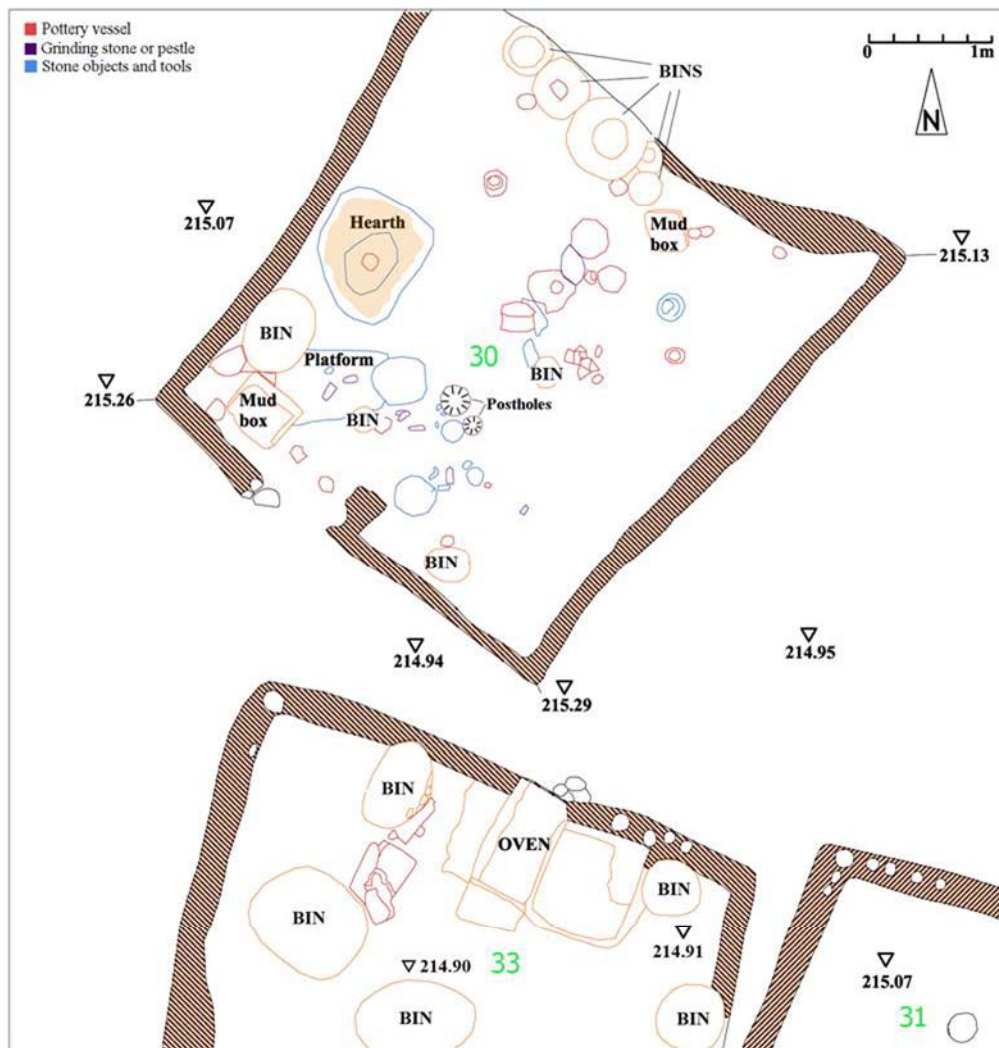 Pottery vessel
Grinding stone or pestle
Stone objects and tools
0 1m
N
BINS
215.07
Hearth
Mud
box
215.13
BIN
Platform
30
BIN
215.26
Mud
box
BIN
Postholes
BIN
214.94
214.95
215.29
BIN
OVEN
BIN
BIN
214.91
214.90
33
215.07
BIN
BIN
31